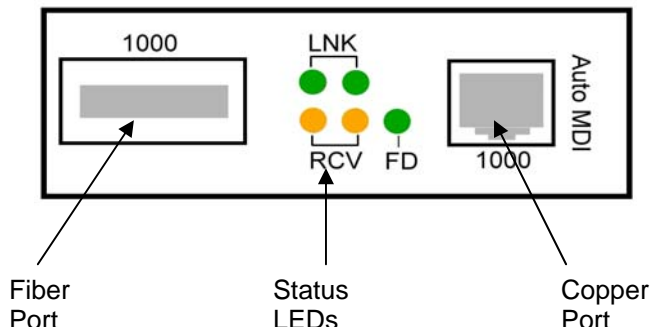 1000
LNK
Auto MDI
RCV
FD
1000
Fiber
Port
Status
LEDs
Copper
Port